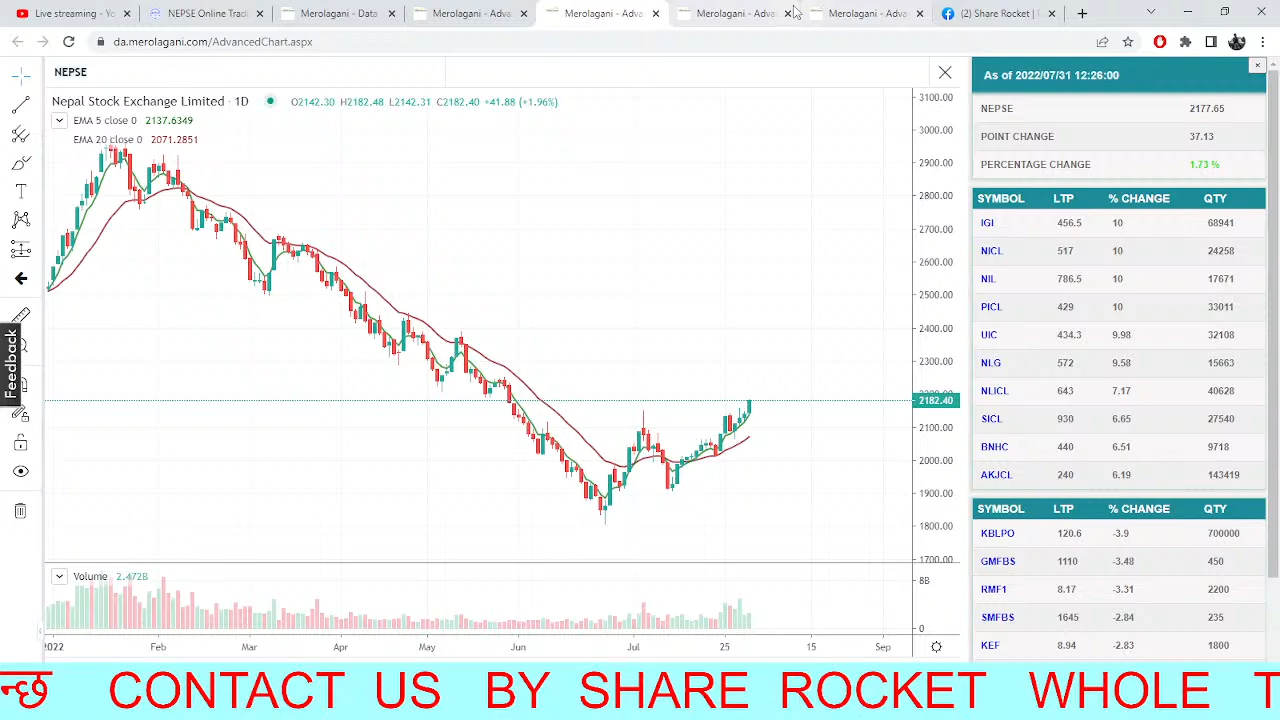 Live streaming - Yo
NEPSE Online Tradi
Merolagani - Data
Merolagani - Adva
Merolagani - Adva
Merolagani - Adva
Merolagani - Adva
(2) Share Rocket | L
da.merolagani.com/AdvancedChart.aspx
NEPSE
Nepal Stock Exchange Limited · 1D O2142.30 H2182.48 L2142.31 C2182.40 +41.88 (+1.96%)
EMA 5 close 0 2137.6349
EMA 20 close 0 2071.2851
3100.00
3000.00
2900.00
2800.00
2700.00
2600.00
2500.00
2400.00
2300.00
2182.40
2100.00
2000.00
1900.00
1800.00
1700.00
Volume 2.472B
8B
0
2022 Feb Mar Apr May Jun Jul 25 15 Sep
Feedback
As of 2022/07/31 12:26:00
NEPSE 2177.65
POINT CHANGE 37.13
PERCENTAGE CHANGE 1.73 %
SYMBOL LTP % CHANGE QTY
IGI 456.5 10 68941
NICL 517 10 24258
NIL 786.5 10 17671
PICL 429 10 33011
UIC 434.3 9.98 32108
NLG 572 9.58 15663
NLICL 643 7.17 40628
SICL 930 6.65 27540
BNHC 440 6.51 9718
AKJCL 240 6.19 143419
SYMBOL LTP % CHANGE QTY
KBLPO 120.6 -3.9 700000
GMFBS 1110 -3.48 450
RMF1 8.17 -3.31 2200
SMFBS 1645 -2.84 235
KEF 8.94 -2.83 1800
न्छ CONTACT US BY SHARE ROCKET WHOLE T